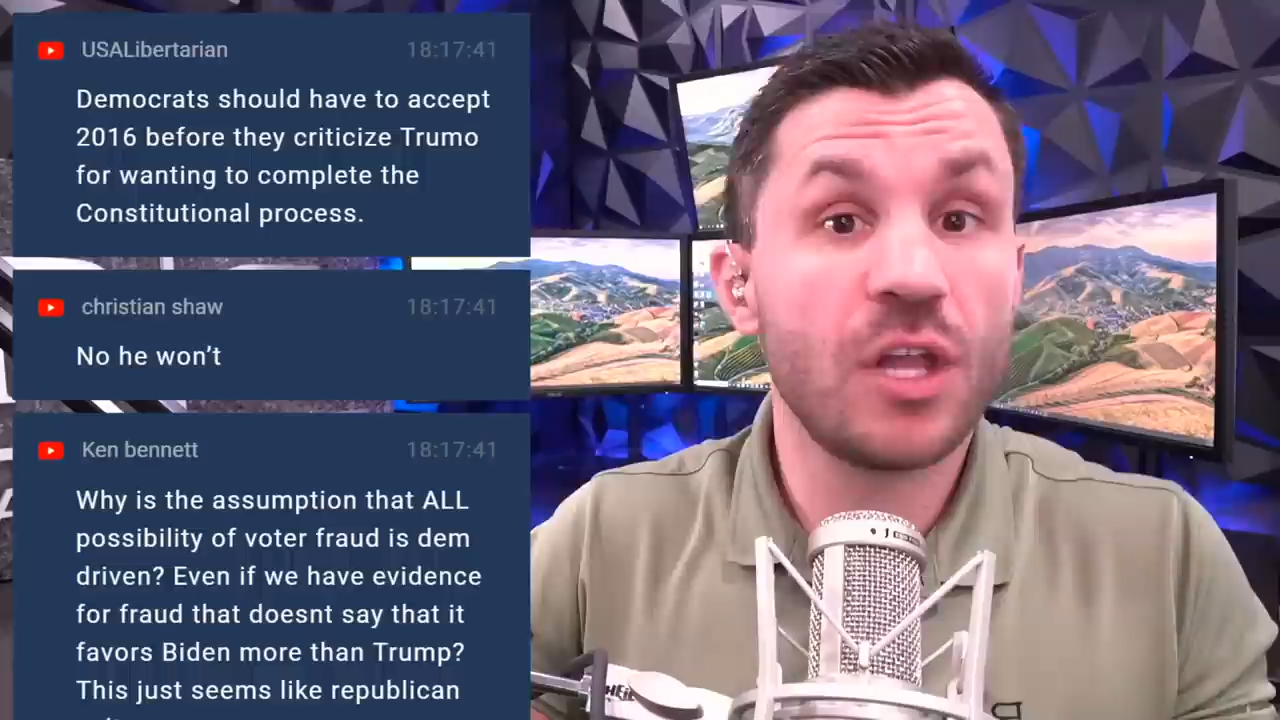 USALibertarian 18:17:41
Democrats should have to accept
2016 before they criticize Trumo
for wanting to complete the
Constitutional process.
christian shaw 18:17:41
No he won't
Ken bennett 18:17:41
Why is the assumption that ALL
possibility of voter fraud is dem
driven? Even if we have evidence
for fraud that doesnt say that it
favors Biden more than Trump?
This just seems like republican